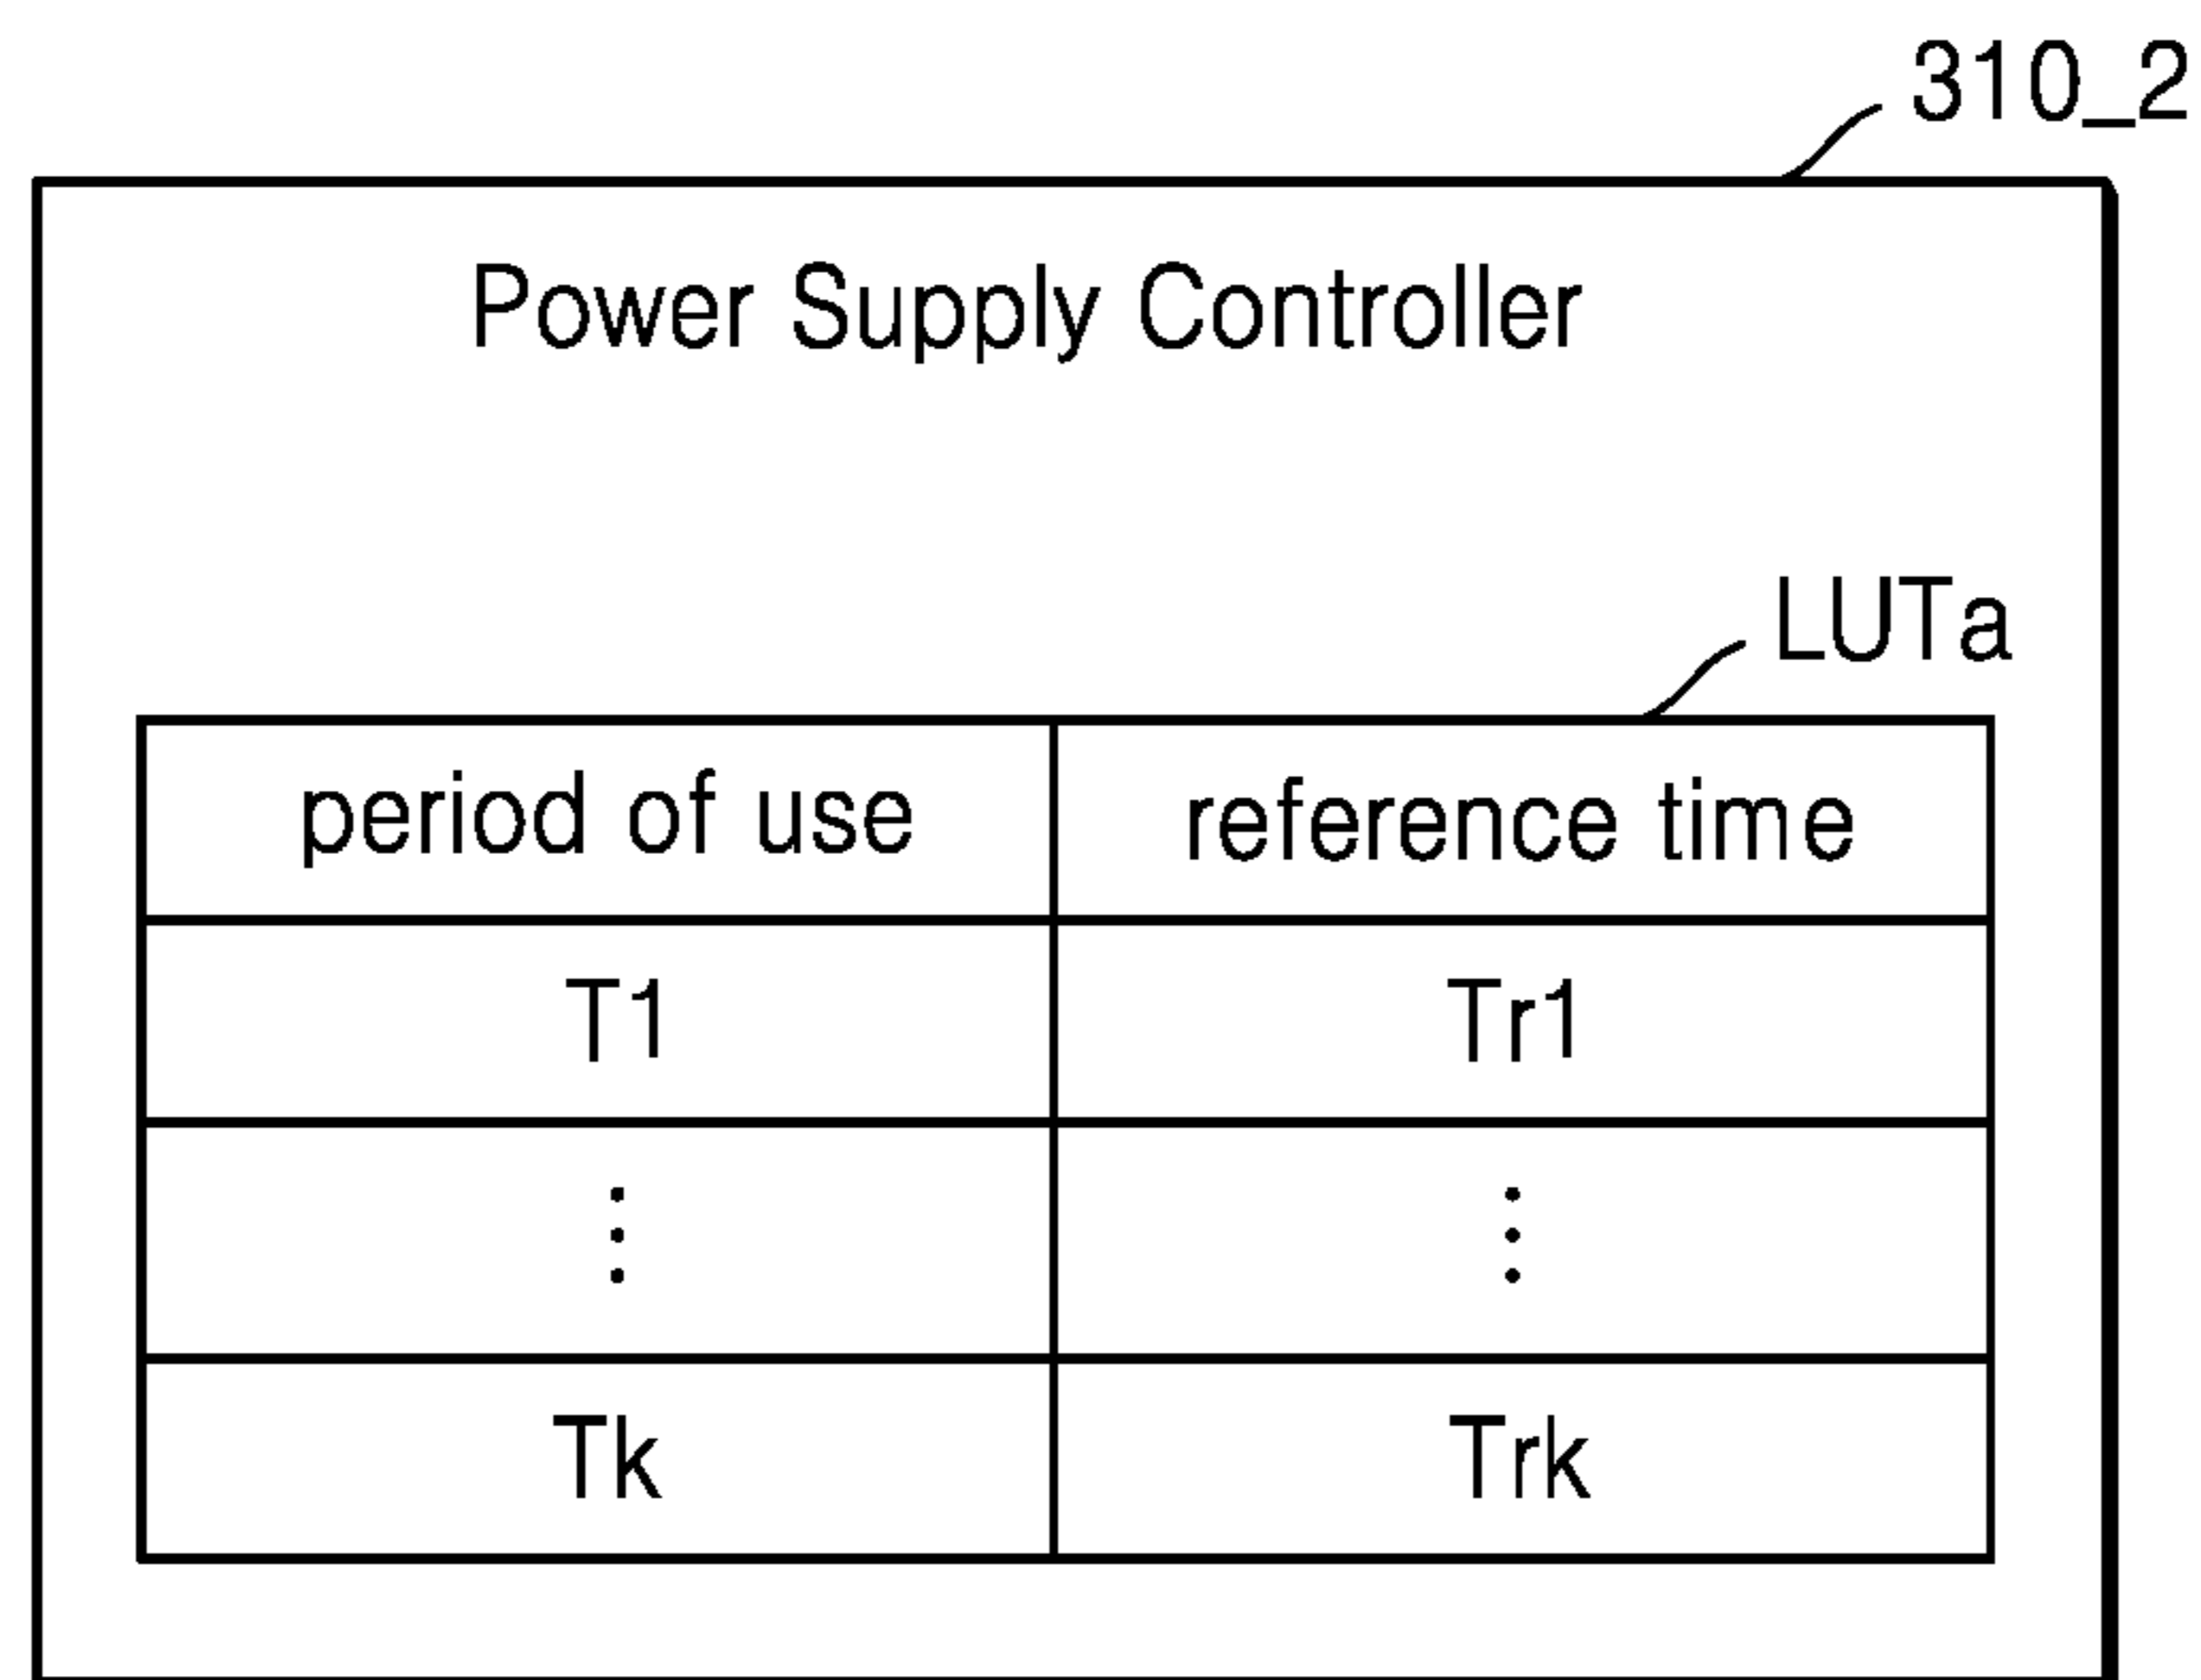 310_2
Power Supply Controller
LUTa
period of use reference time
T1 Tr1
⋮ ⋮
Tk Trk